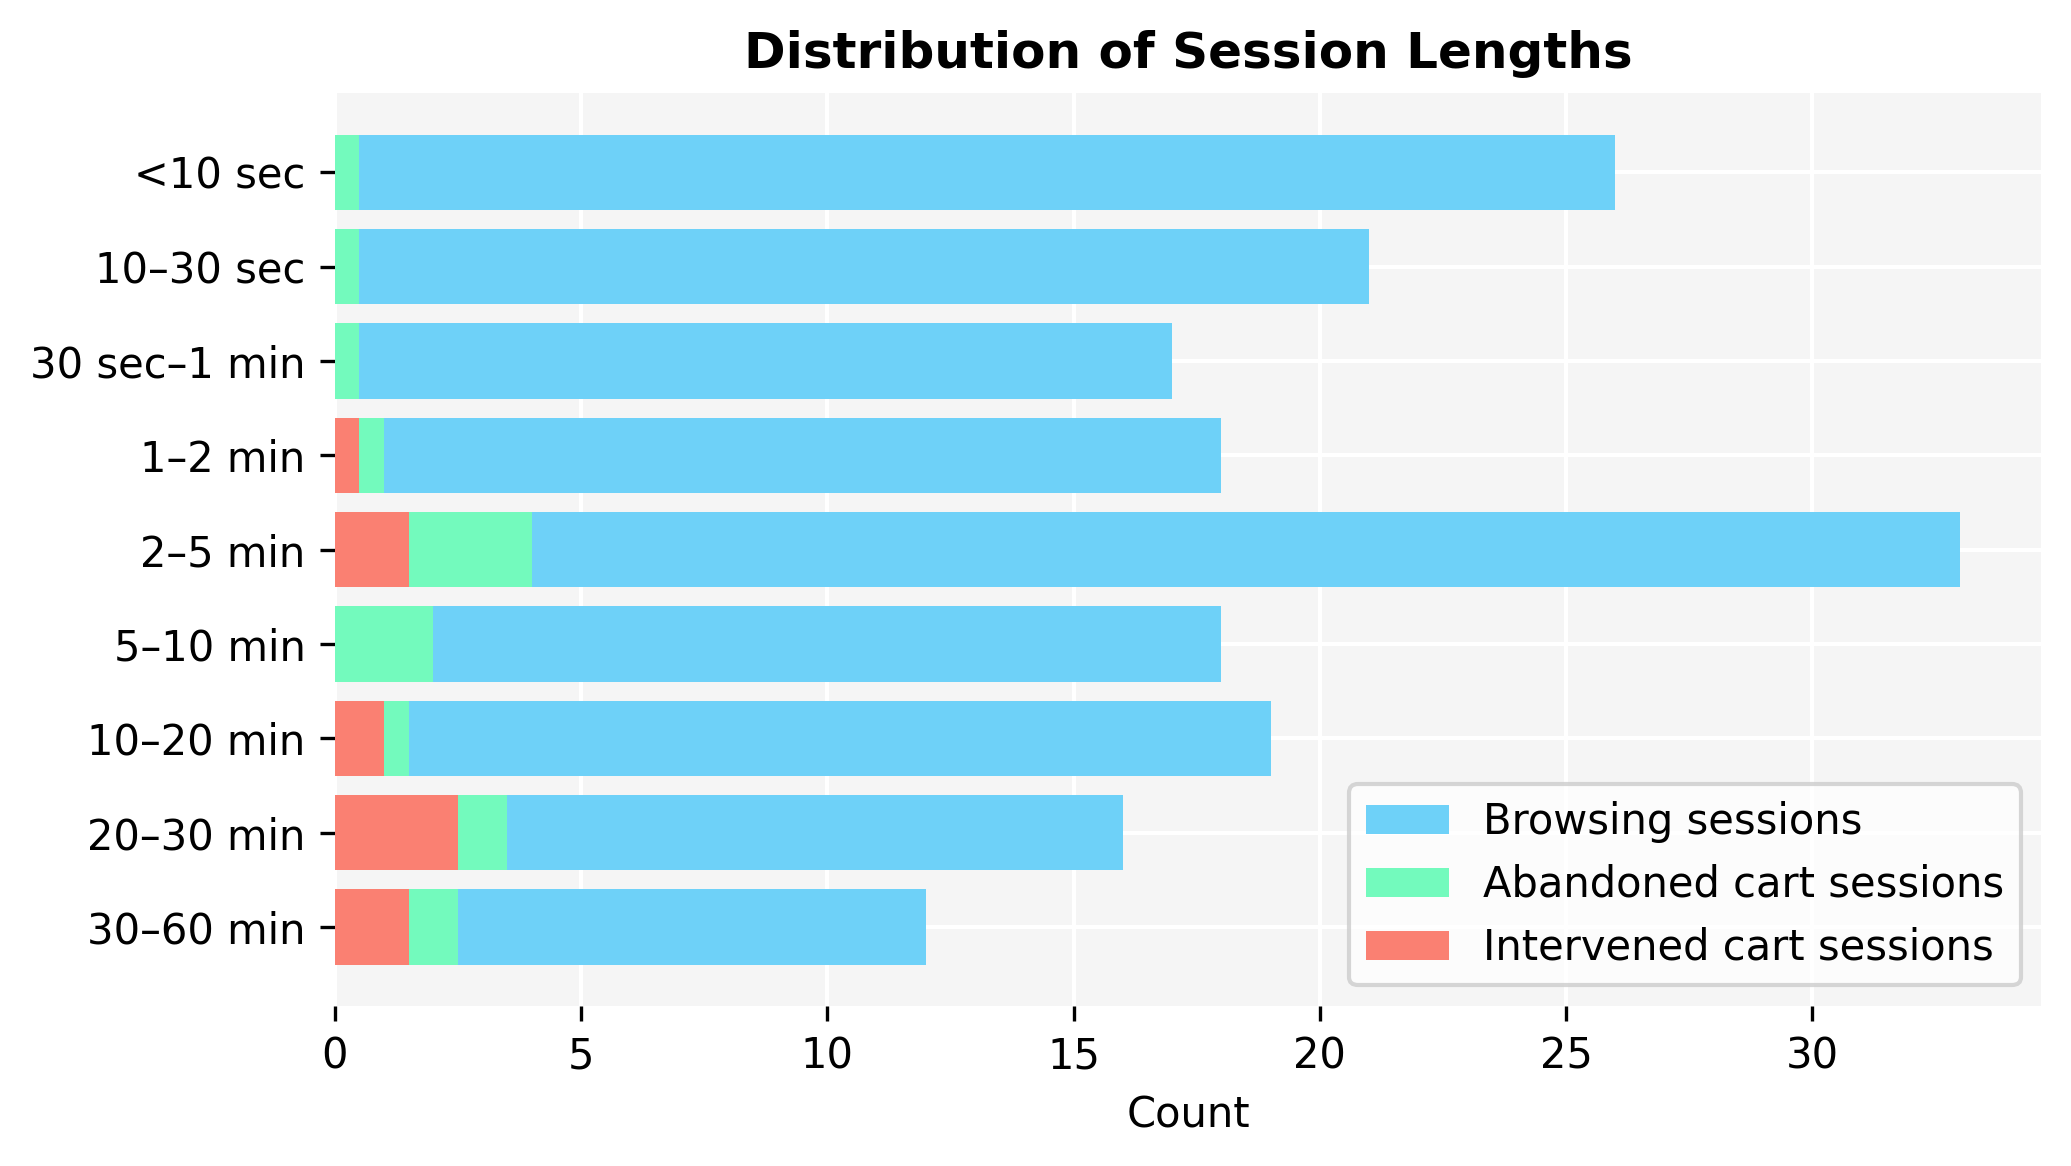 Distribution of Session Lengths
<10 sec
10–30 sec
30 sec–1 min
1–2 min
2–5 min
5–10 min
10–20 min
20–30 min
30–60 min
Browsing sessions
Abandoned cart sessions
Intervened cart sessions
0 5 10 15 20 25 30
Count